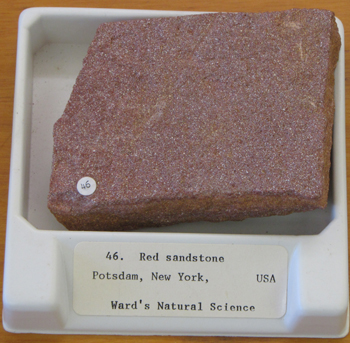 46
46. Red sandstone
Potsdam, New York, USA
Ward's Natural Science